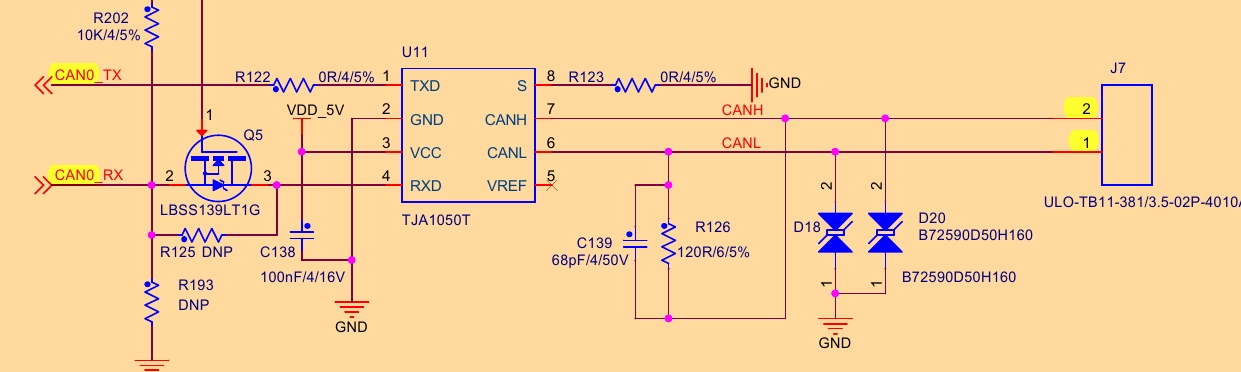 R202
10K/4/5%
CAN0_TX
R122
0R/4/5%
U11
1
TXD
S
8
R123
0R/4/5%
GND
J7
VDD_5V
2
GND
CANH
7
CANH
2
1
Q5
3
VCC
CANL
6
CANL
1
CAN0_RX
2
3
4
RXD
VREF
5
LBSS139LT1G
TJA1050T
2
2
ULO-TB11-381/3.5-02P-4010A
R125 DNP
C138
100nF/4/16V
C139
68pF/4/50V
R126
120R/6/5%
D18
D20
B72590D50H160
B72590D50H160
R193
DNP
1
1
GND
GND